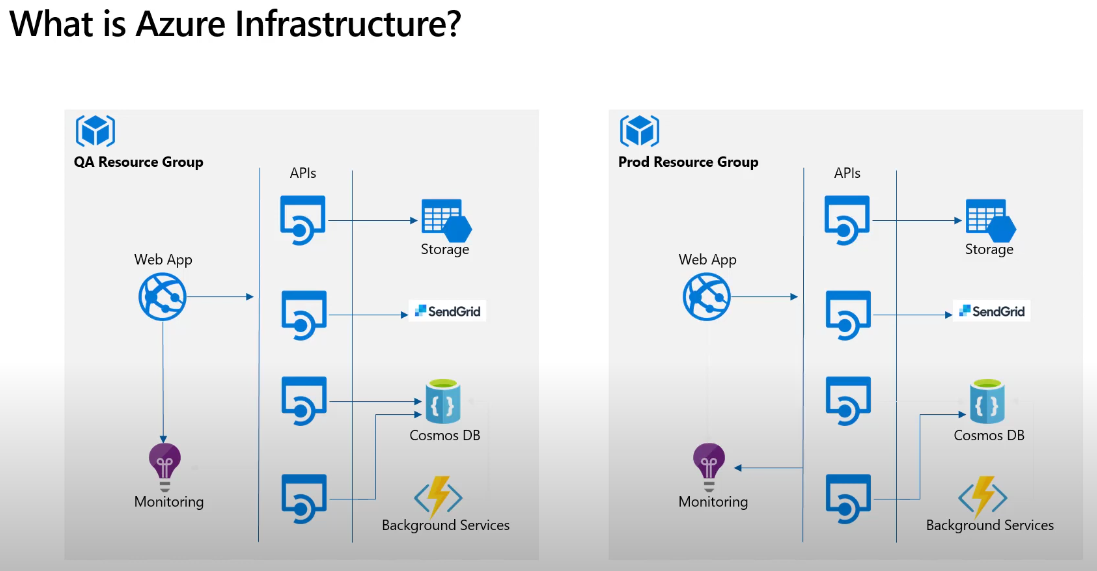 What is Azure Infrastructure?
QA Resource Group
APIs
Storage
Web App
SendGrid
Cosmos DB
Monitoring
Background Services
Prod Resource Group
APIs
Storage
Web App
SendGrid
Cosmos DB
Monitoring
Background Services